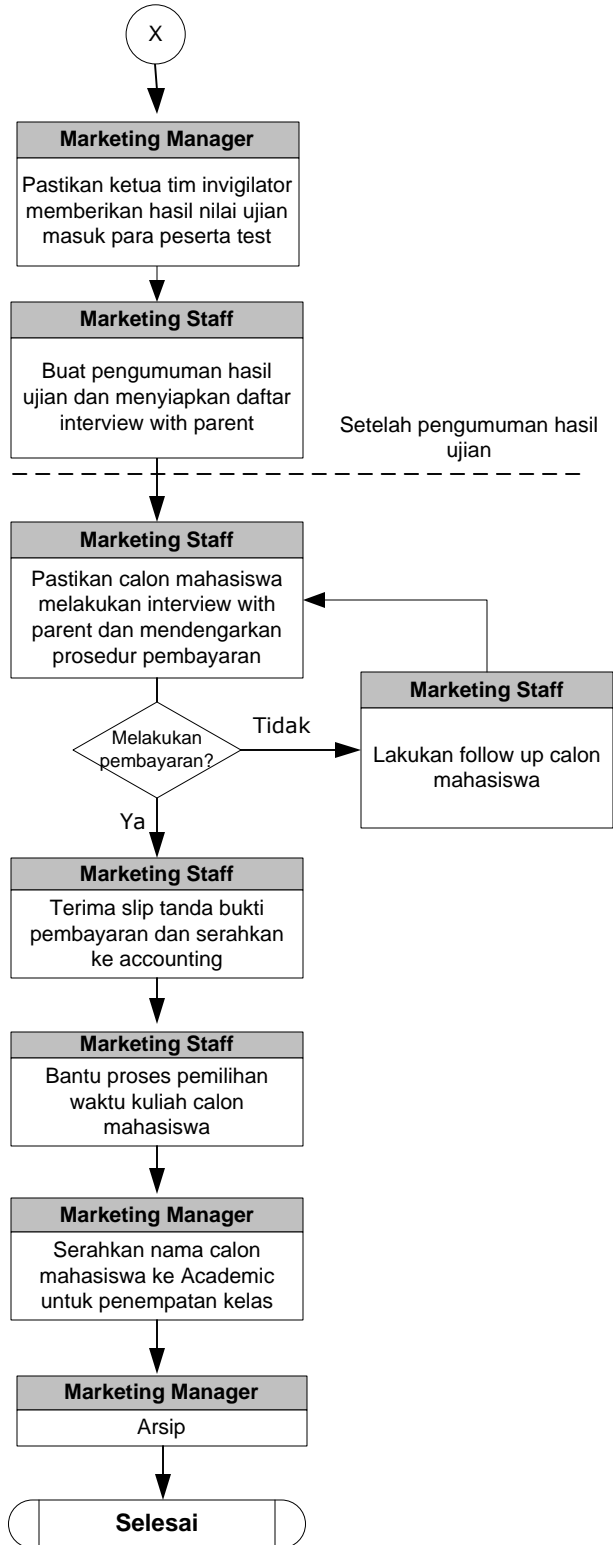 X
Marketing Manager
Pastikan ketua tim invigilator
memberikan hasil nilai ujian
masuk para peserta test
Marketing Staff
Buat pengumuman hasil
ujian dan menyiapkan daftar
interview with parent
Setelah pengumuman hasil
ujian
Marketing Staff
Pastikan calon mahasiswa
melakukan interview with
parent dan mendengarkan
prosedur pembayaran
Marketing Staff
Lakukan follow up calon
mahasiswa
Melakukan
pembayaran?
Tidak
Ya
Marketing Staff
Terima slip tanda bukti
pembayaran dan serahkan
ke accounting
Marketing Staff
Bantu proses pemilihan
waktu kuliah calon
mahasiswa
Marketing Manager
Serahkan nama calon
mahasiswa ke Academic
untuk penempatan kelas
Marketing Manager
Arsip
Selesai